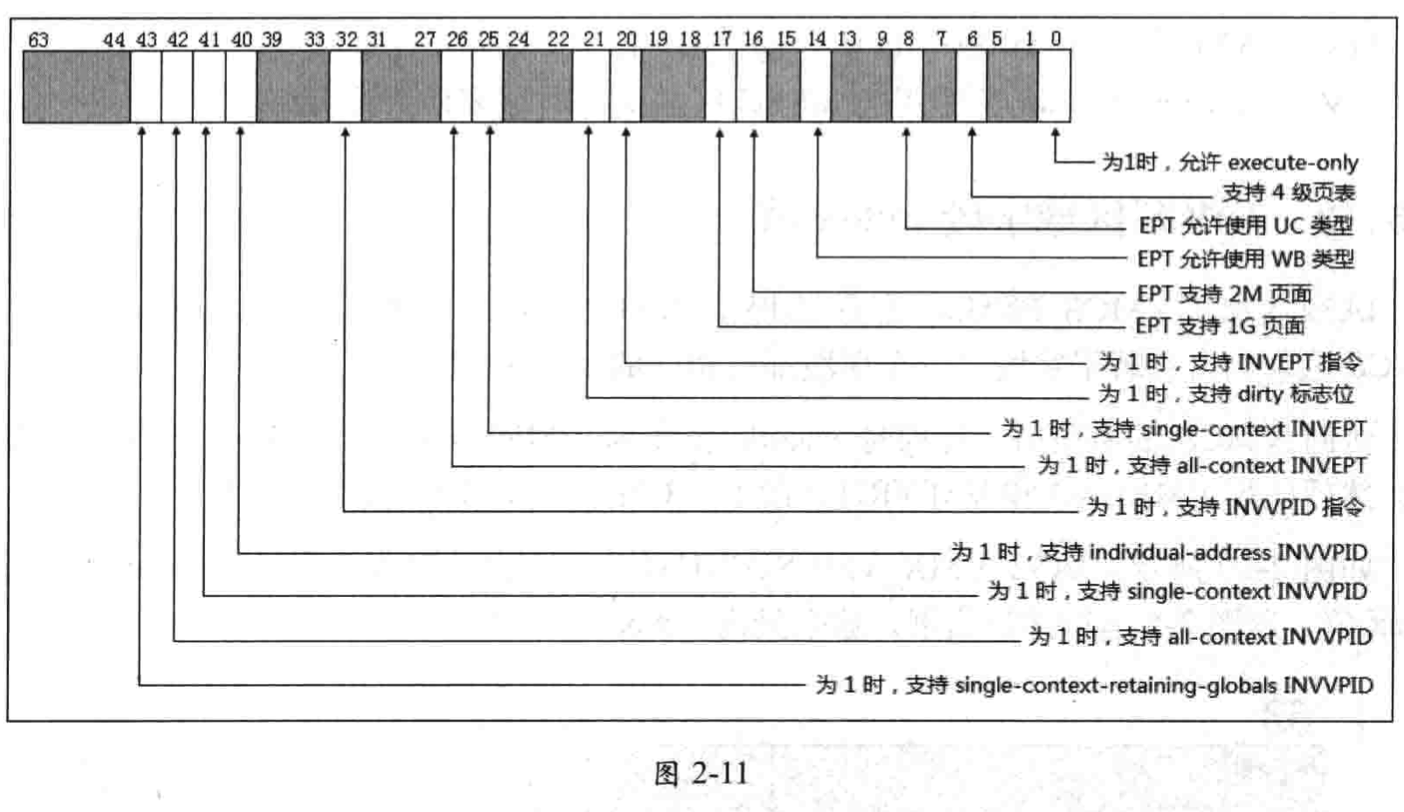 63 44 43 42 41 40 39 33 32 31 27 26 25 24 22 21 20 19 18 17 16 15 14 13 9 8 7 6 5 1 0
为1时，允许 execute-only
支持 4 级页表
EPT 允许使用 UC 类型
EPT 允许使用 WB 类型
EPT 支持 2M 页面
EPT 支持 1G 页面
为 1 时，支持 INVEPT 指令
为 1 时，支持 dirty 标志位
为 1 时，支持 single-context INVEPT
为 1 时，支持 all-context INVEPT
为 1 时，支持 INVVPID 指令
为 1 时，支持 individual-address INVVPID
为 1 时，支持 single-context INVVPID
为 1 时，支持 all-context INVVPID
为 1 时，支持 single-context-retaining-globals INVVPID
图 2-11